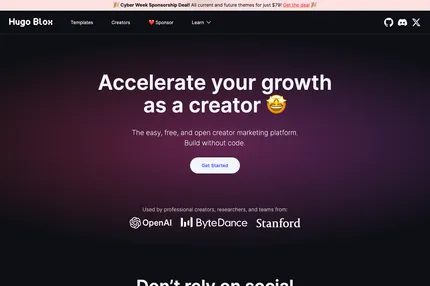 🎉 Cyber Week Sponsorship Deal! All current and future themes for just $79! Get the deal 🎉
Hugo Blox Templates Creators ❤️ Sponsor Learn
Accelerate your growth
as a creator 🤩
The easy, free, and open creator marketing platform.
Build without code.
Get Started
Used by professional creators, researchers, and teams from:
OpenAI ByteDance Stanford
Don't rely on social